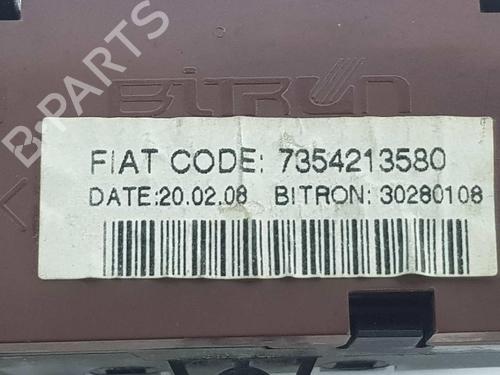 B-PARTS
BITRON
FIAT CODE: 7354213580
DATE:20.02.08 BITRON: 30280108